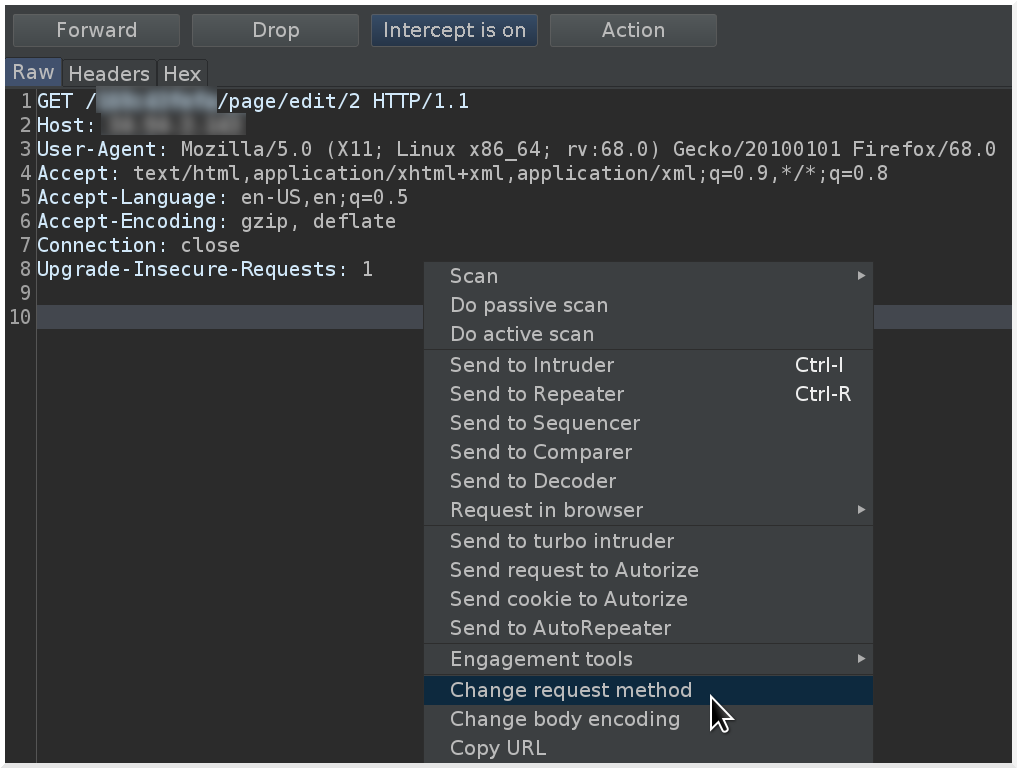 Forward Drop Intercept is on Action
Raw Headers Hex
1 GET / /page/edit/2 HTTP/1.1
2 Host:
3 User-Agent: Mozilla/5.0 (X11; Linux x86_64; rv:68.0) Gecko/20100101 Firefox/68.0
4 Accept: text/html,application/xhtml+xml,application/xml;q=0.9,*/*;q=0.8
5 Accept-Language: en-US,en;q=0.5
6 Accept-Encoding: gzip, deflate
7 Connection: close
8 Upgrade-Insecure-Requests: 1
9
10
Scan
Do passive scan
Do active scan
Send to Intruder Ctrl-I
Send to Repeater Ctrl-R
Send to Sequencer
Send to Comparer
Send to Decoder
Request in browser
Send to turbo intruder
Send request to Autorize
Send cookie to Autorize
Send to AutoRepeater
Engagement tools
Change request method
Change body encoding
Copy URL